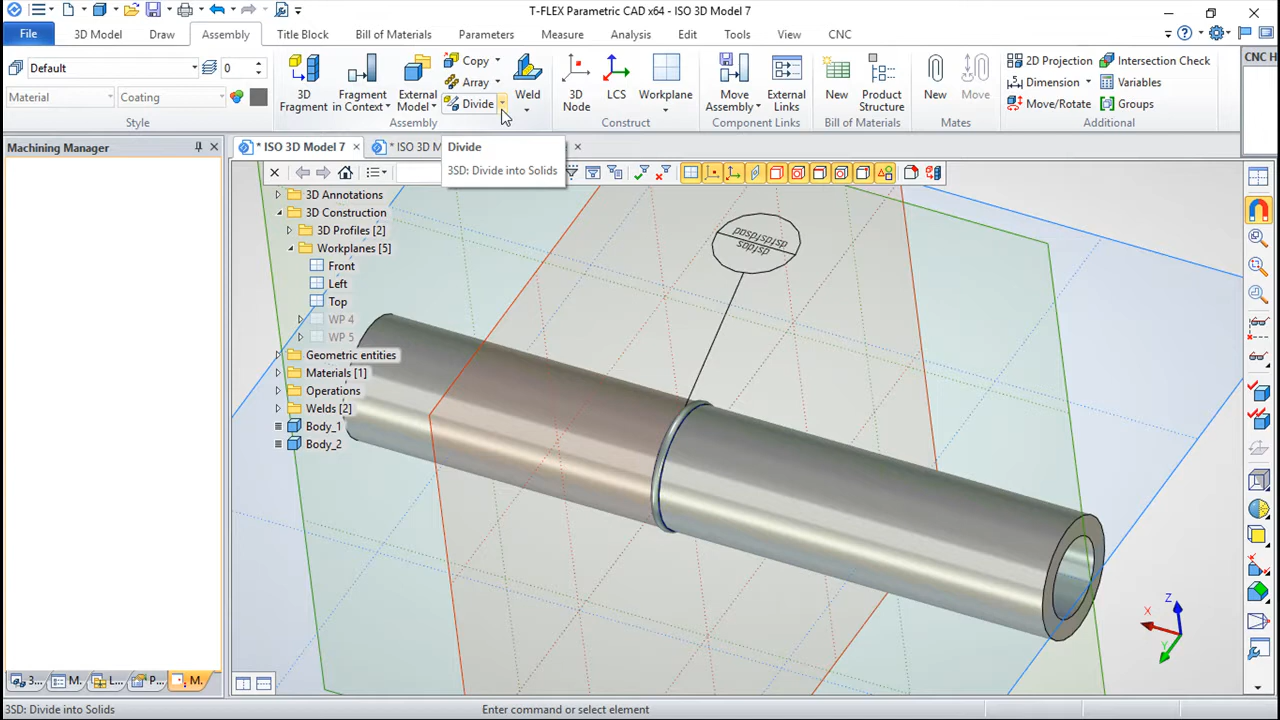 T-FLEX Parametric CAD x64 - ISO 3D Model 7
File
3D Model
Draw
Assembly
Title Block
Bill of Materials
Parameters
Measure
Analysis
Edit
Tools
View
CNC
Default
0
Material
Coating
Style
3D Fragment
Fragment in Context
External Model
Copy
Array
Divide
Weld
Assembly
3D Node
LCS
Workplane
Construct
Move Assembly
External Links
Component Links
New
Product Structure
Bill of Materials
New
Move
Mates
2D Projection
Dimension
Move/Rotate
Intersection Check
Variables
Groups
Additional
CNC H
Machining Manager
* ISO 3D Model 7
* ISO 3D M
Divide
3SD: Divide into Solids
3D Annotations
3D Construction
3D Profiles [2]
Workplanes [5]
Front
Left
Top
WP 4
WP 5
Geometric entities
Materials [1]
Operations
Welds [2]
Body_1
Body_2
X
Y
Z
3...
M.
L...
P...
M.
3SD: Divide into Solids
Enter command or select element